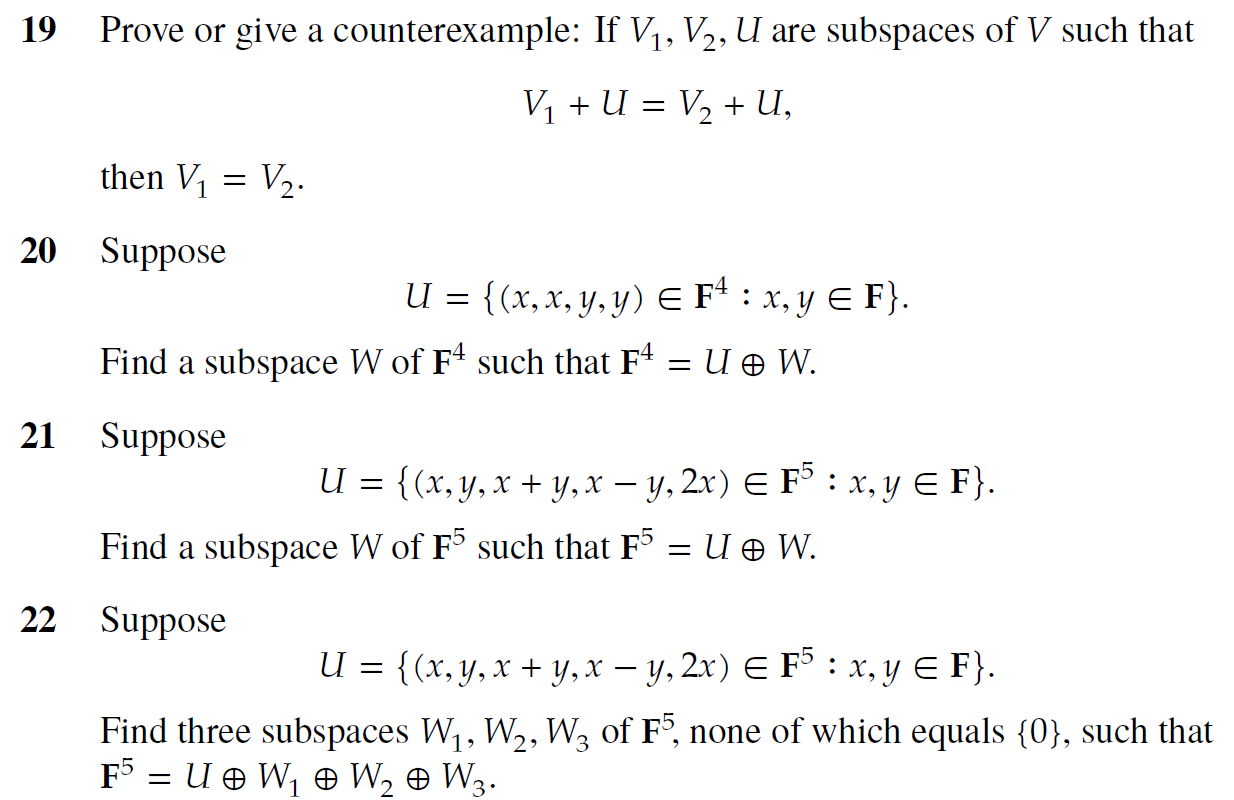 19 Prove or give a counterexample: If V₁, V₂, U are subspaces of V such that
V₁ + U = V₂ + U,
then V₁ = V₂.
20 Suppose
U = {(x, x, y, y) ∈ F⁴ : x, y ∈ F}.
Find a subspace W of F⁴ such that F⁴ = U ⊕ W.
21 Suppose
U = {(x, y, x + y, x − y, 2x) ∈ F⁵ : x, y ∈ F}.
Find a subspace W of F⁵ such that F⁵ = U ⊕ W.
22 Suppose
U = {(x, y, x + y, x − y, 2x) ∈ F⁵ : x, y ∈ F}.
Find three subspaces W₁, W₂, W₃ of F⁵, none of which equals {0}, such that
F⁵ = U ⊕ W₁ ⊕ W₂ ⊕ W₃.